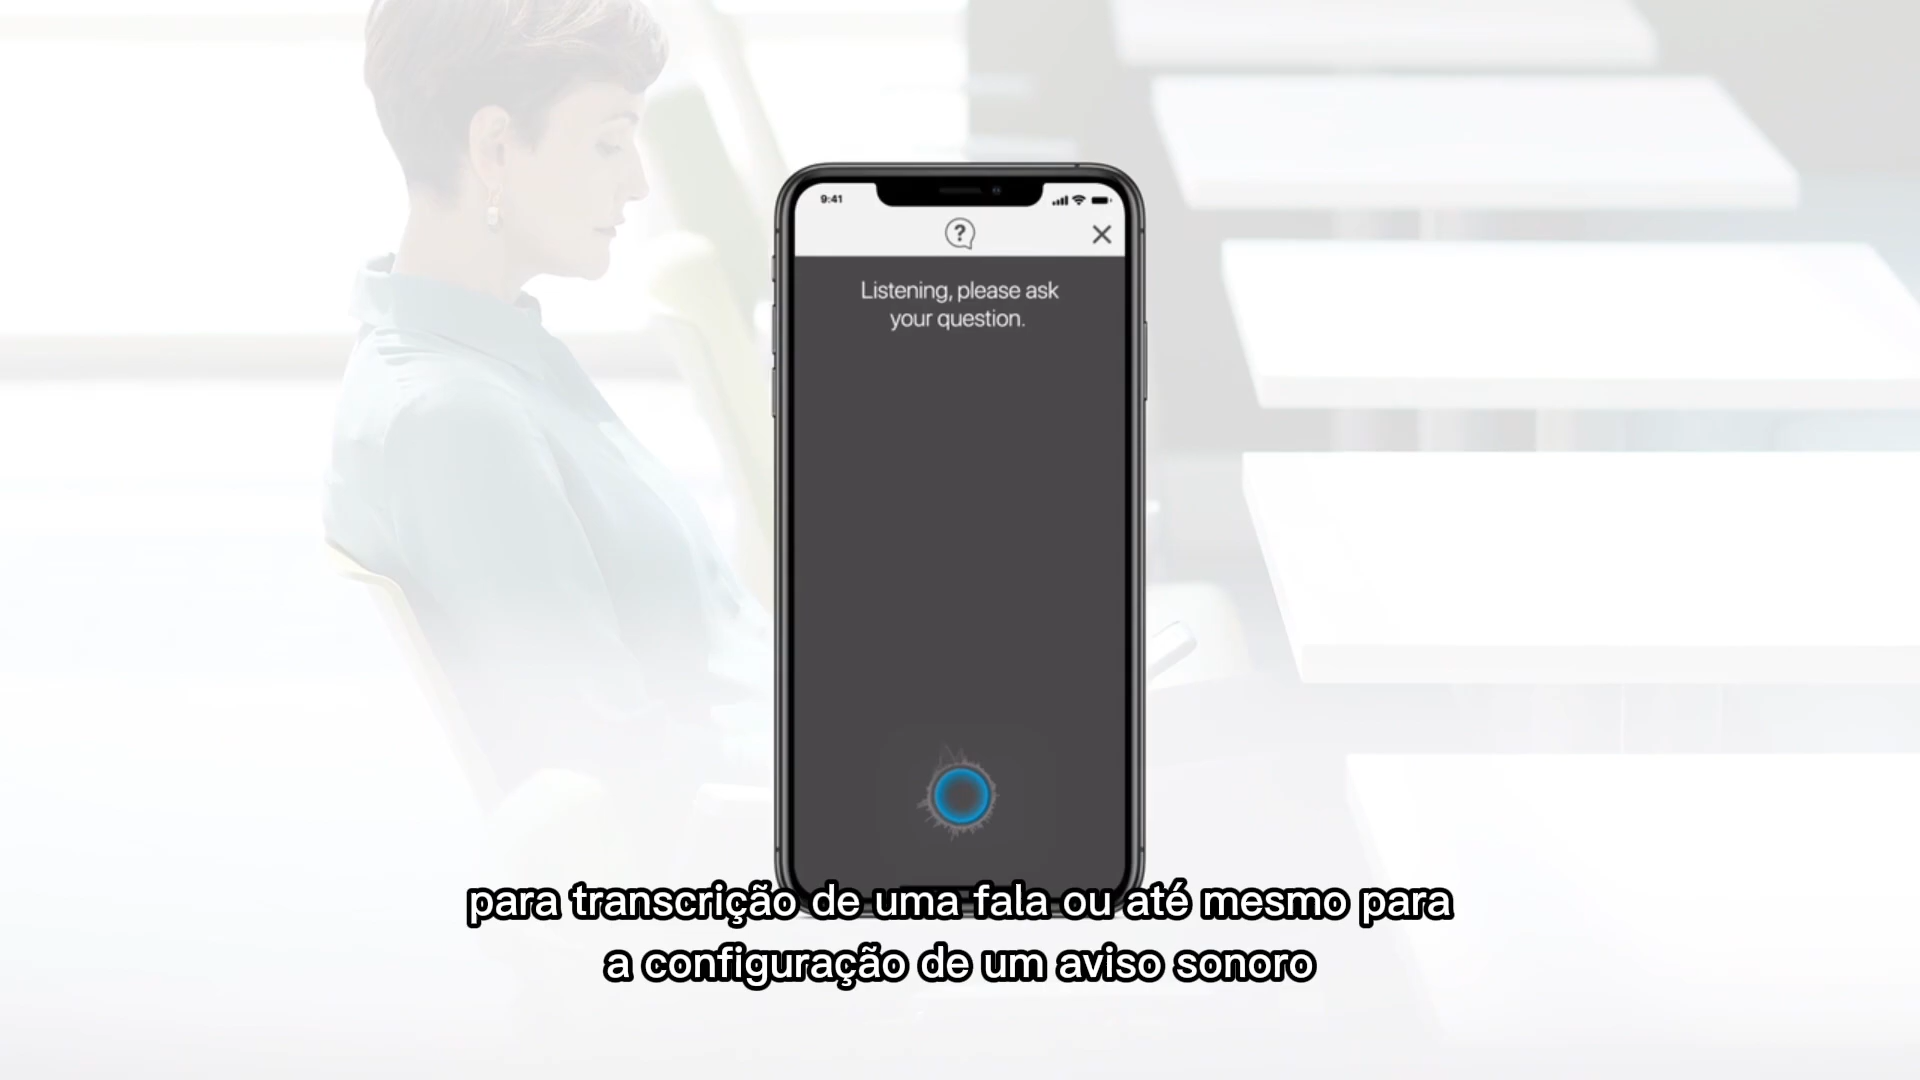 9:41
?
Listening, please ask
your question.
para transcrição de uma fala ou até mesmo para
a configuração de um aviso sonoro